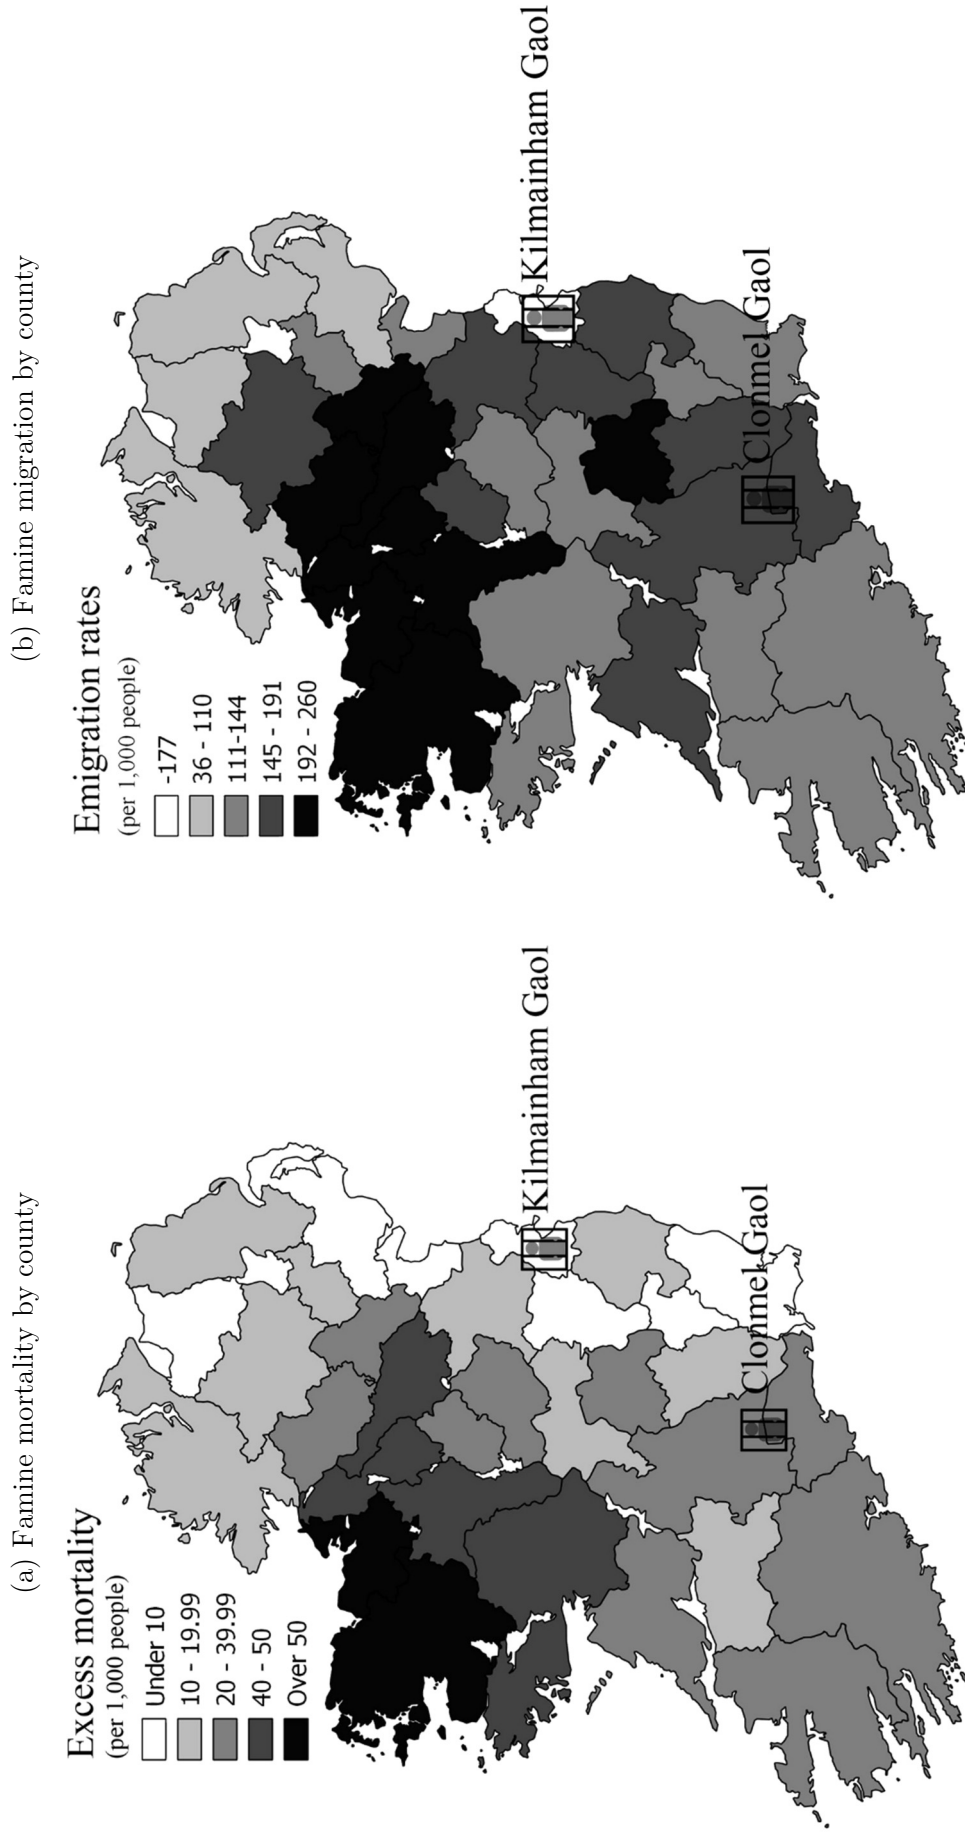 (a) Famine mortality by county
Excess mortality
(per 1,000 people)
Under 10
10 - 19.99
20 - 39.99
40 - 50
Over 50
Kilmainham Gaol
Clonmel Gaol
(b) Famine migration by county
Emigration rates
(per 1,000 people)
-177
36 - 110
111-144
145 - 191
192 - 260
Kilmainham Gaol
Clonmel Gaol